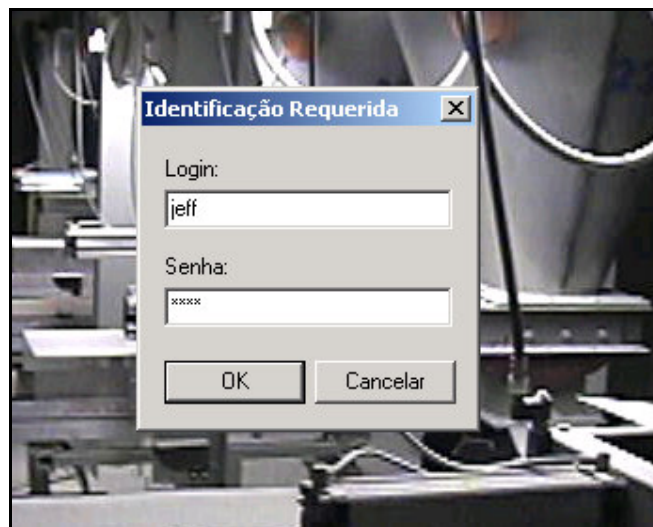 Identificação Requerida
Login:
jeff
Senha:
****
OK
Cancelar